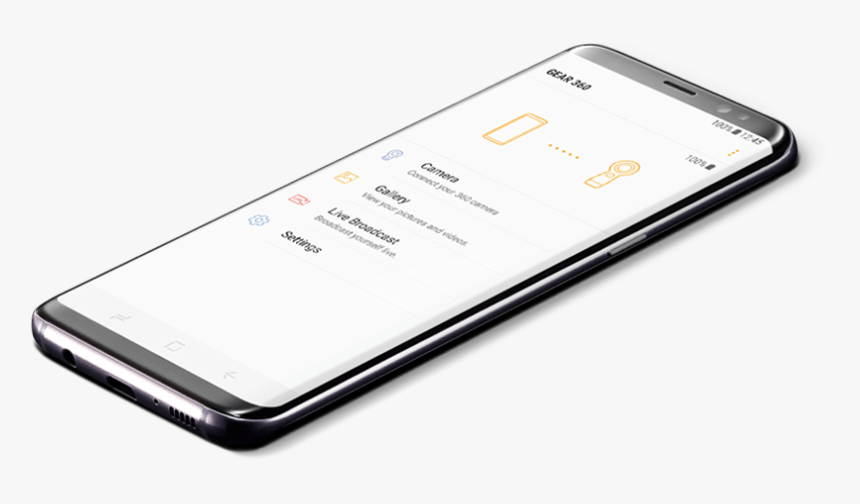 100% 12:45
GEAR 360
100%
Camera
Connect your 360 camera
Gallery
View your pictures and videos.
Live Broadcast
Broadcast yourself live.
Settings